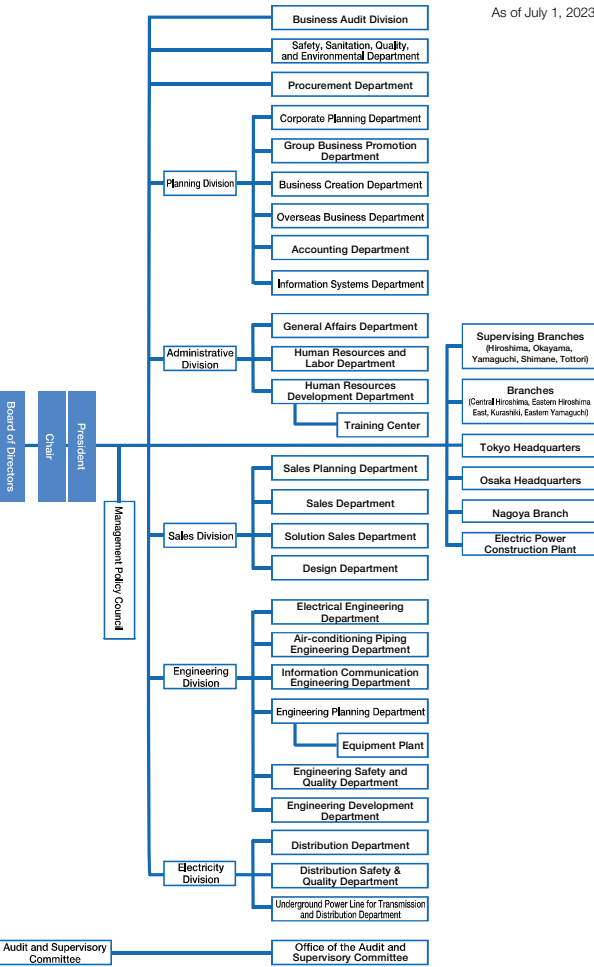 As of July 1, 2023
Board of Directors
Chair
President
Management Policy Council
Business Audit Division
Safety, Sanitation, Quality,
and Environmental Department
Procurement Department
Planning Division
Corporate Planning Department
Group Business Promotion
Department
Business Creation Department
Overseas Business Department
Accounting Department
Information Systems Department
Administrative
Division
General Affairs Department
Human Resources and
Labor Department
Human Resources
Development Department
Training Center
Sales Division
Sales Planning Department
Sales Department
Solution Sales Department
Design Department
Engineering
Division
Electrical Engineering
Department
Air-conditioning Piping
Engineering Department
Information Communication
Engineering Department
Engineering Planning Department
Equipment Plant
Engineering Safety and
Quality Department
Engineering Development
Department
Electricity
Division
Distribution Department
Distribution Safety &
Quality Department
Underground Power Line for Transmission
and Distribution Department
Supervising Branches
(Hiroshima, Okayama,
Yamaguchi, Shimane, Tottori)
Branches
(Central Hiroshima, Eastern Hiroshima
East, Kurashiki, Eastern Yamaguchi)
Tokyo Headquarters
Osaka Headquarters
Nagoya Branch
Electric Power
Construction Plant
Audit and Supervisory
Committee
Office of the Audit and
Supervisory Committee